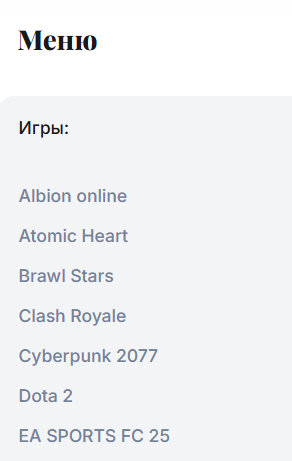 Меню
Игры:
Albion online
Atomic Heart
Brawl Stars
Clash Royale
Cyberpunk 2077
Dota 2
EA SPORTS FC 25